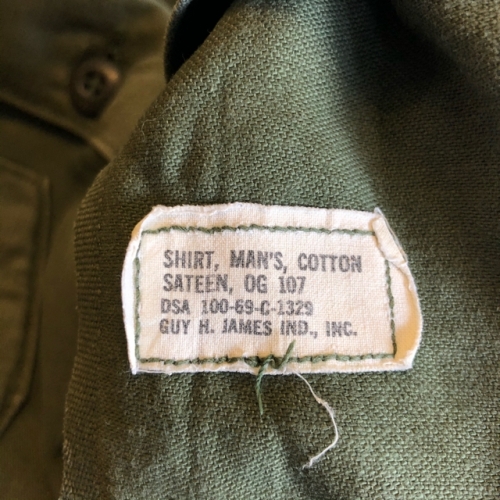 SHIRT, MAN'S, COTTON
SATEEN, OG 107
DSA 100-69-C-1329
GUY H. JAMES IND., INC.